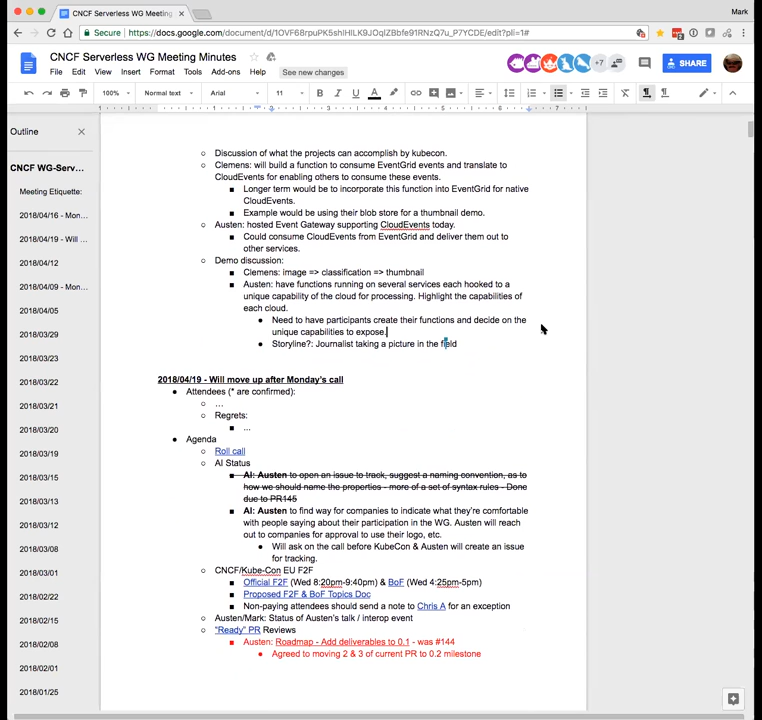 CNCF Serverless WG Meeting
Mark
Secure
https://docs.google.com/document/d/1OVF68rpuPK5shIHlLK9JOqlZBbfe91RNzQ7u_P7YCDE/edit?pli=1#
CNCF Serverless WG Meeting Minutes
File Edit View Insert Format Tools Add-ons Help See new changes
+7
SHARE
100% Normal text Arial 11
1 2 3 4 5 6 7
Outline
CNCF WG-Serv...
Meeting Etiquette:
2018/04/16 - Mon...
2018/04/19 - Will ...
2018/04/12
2018/04/09 - Mon...
2018/04/05
2018/03/29
2018/03/23
2018/03/22
2018/03/21
2018/03/20
2018/03/19
2018/03/15
2018/03/13
2018/03/12
2018/03/08
2018/03/01
2018/02/22
2018/02/15
2018/02/08
2018/02/01
2018/01/25
Discussion of what the projects can accomplish by kubecon.
Clemens: will build a function to consume EventGrid events and translate to
CloudEvents for enabling others to consume these events.
Longer term would be to incorporate this function into EventGrid for native
CloudEvents.
Example would be using their blob store for a thumbnail demo.
Austen: hosted Event Gateway supporting CloudEvents today.
Could consume CloudEvents from EventGrid and deliver them out to
other services.
Demo discussion:
Clemens: image => classification => thumbnail
Austen: have functions running on several services each hooked to a
unique capability of the cloud for processing. Highlight the capabilities of
each cloud.
Need to have participants create their functions and decide on the
unique capabilities to expose.
Storyline?: Journalist taking a picture in the field
2018/04/19 - Will move up after Monday's call
Attendees (* are confirmed):
...
Regrets:
...
Agenda
Roll call
AI Status
AI: Austen to open an issue to track, suggest a naming convention, as to
how we should name the properties - more of a set of syntax rules - Done
due to PR145
AI: Austen to find way for companies to indicate what they're comfortable
with people saying about their participation in the WG. Austen will reach
out to companies for approval to use their logo, etc.
Will ask on the call before KubeCon & Austen will create an issue
for tracking.
CNCF/Kube-Con EU F2F
Official F2F (Wed 8:20pm-9:40pm) & BoF (Wed 4:25pm-5pm)
Proposed F2F & BoF Topics Doc
Non-paying attendees should send a note to Chris A for an exception
Austen/Mark: Status of Austen's talk / interop event
"Ready" PR Reviews
Austen: Roadmap - Add deliverables to 0.1 - was #144
Agreed to moving 2 & 3 of current PR to 0.2 milestone